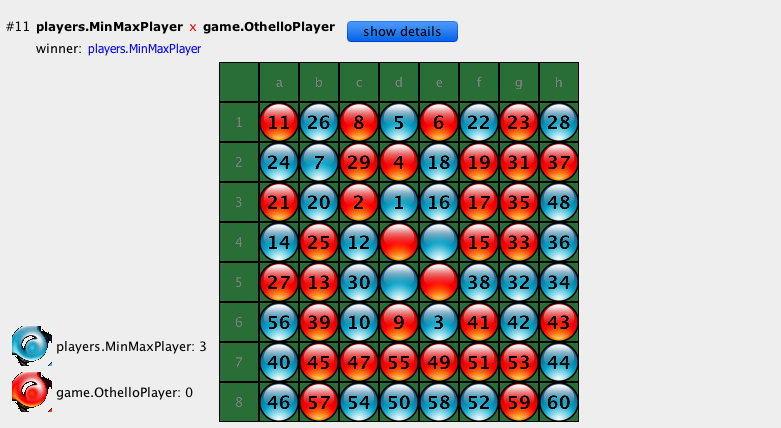 #11 players.MinMaxPlayer x game.OthelloPlayer show details
winner: players.MinMaxPlayer
a b c d e f g h
1 11 26 8 5 6 22 23 28
2 24 7 29 4 18 19 31 37
3 21 20 2 1 16 17 35 48
4 14 25 12 15 33 36
5 27 13 30 38 32 34
6 56 39 10 9 3 41 42 43
players.MinMaxPlayer: 3
7 40 45 47 55 49 51 53 44
game.OthelloPlayer: 0
8 46 57 54 50 58 52 59 60